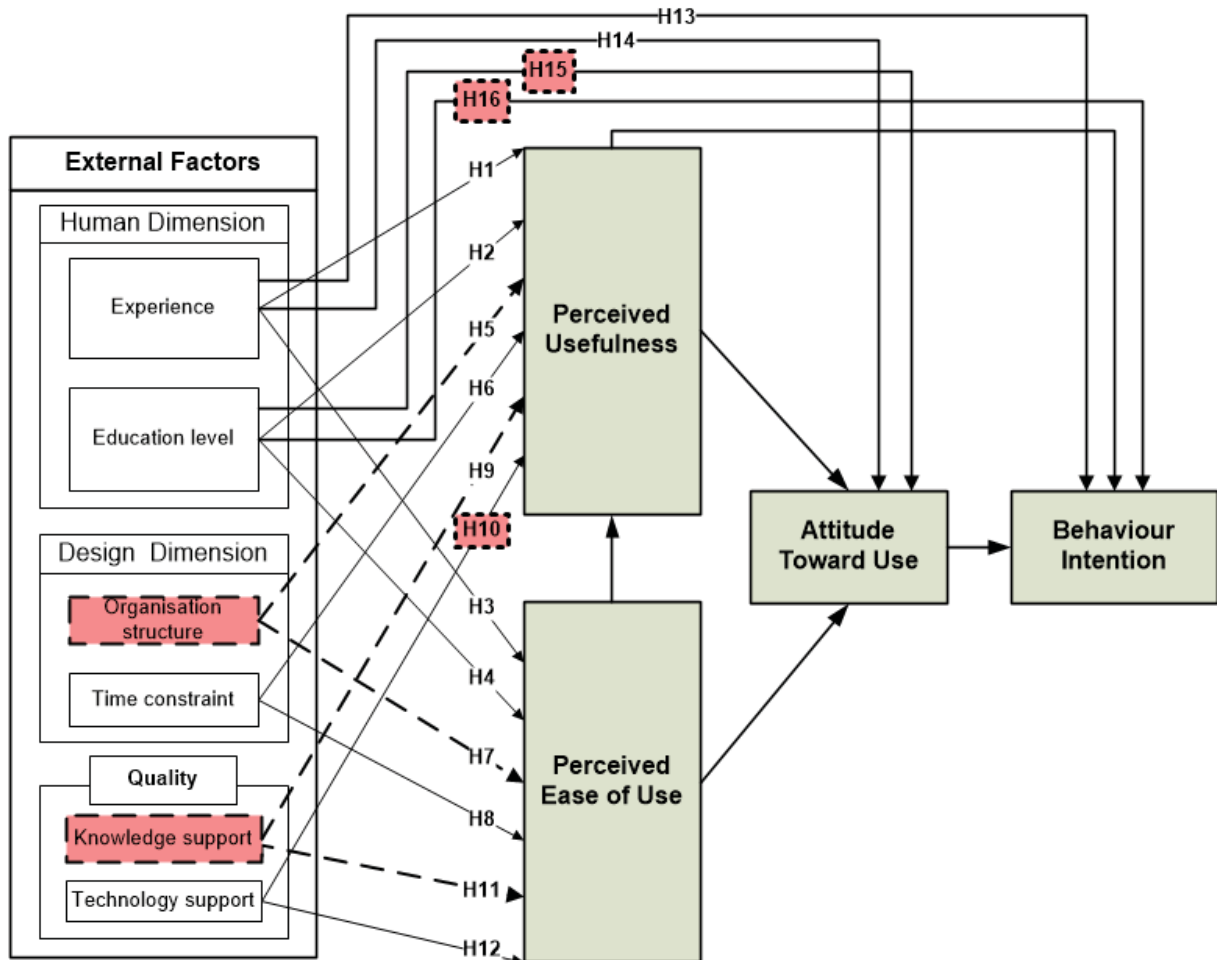 H13
H14
H15
H16
External Factors
Human Dimension
Experience
Education level
Design Dimension
Organisation
structure
Time constraint
Quality
Knowledge support
Technology support
H1
H2
H5
H6
H9
H10
H3
H4
H7
H8
H11
H12
Perceived
Usefulness
Perceived
Ease of Use
Attitude
Toward Use
Behaviour
Intention